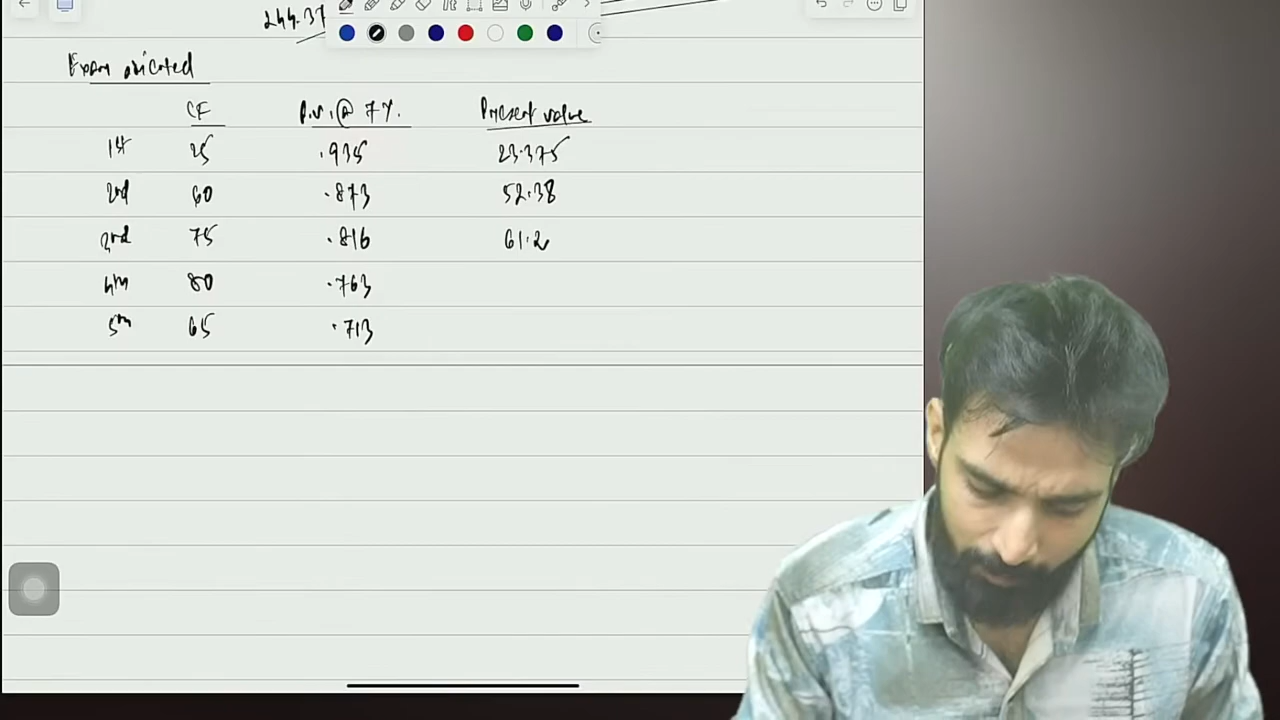 244.37
Exam oriented
CF P.V.@ 7%. Present value
1st 25 .935 23.375
2nd 60 .873 52.38
3rd 75 .816 61.2
4th 80 .763
5th 65 .713